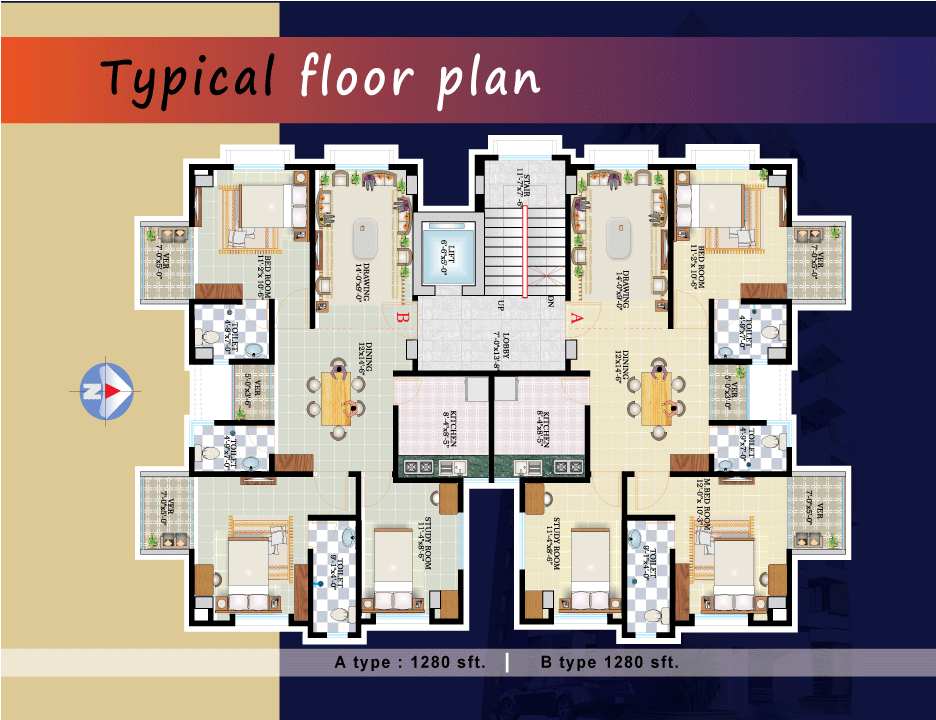 Typical floor plan
STAIR
11'-7"x7'-6"
LIFT
6'-6"x5'-0"
UP
DN
LOBBY
7'-0"x13'-8"
B
A
BED ROOM
11'-2"x 10'-6"
DRAWING
14'-0"x9'-0"
VER
7'-0"x5'-0"
TOILET
4'-9"x7'-0"
DINING
12'x14'-6"
VER
5'-0"x3'-6"
TOILET
4'-9"x7'-0"
KITCHEN
8'-4"x8'-5"
VER
7'-0"x5'-0"
TOILET
9'-1"x4'-0"
STUDY ROOM
11'-4"x8'-6"
DRAWING
14'-0"x9'-0"
BED ROOM
11'-2"x 10'-6"
VER
7'-0"x5'-0"
TOILET
4'-9"x7'-0"
DINING
12'x14'-6"
VER
5'-0"x3'-0"
KITCHEN
8'-4"x8'-5"
TOILET
4'-9"x7'-0"
M.BED ROOM
12'-0"x 10'-3"
VER
7'-0"x5'-0"
STUDY ROOM
11'-4"x8'-6"
TOILET
9'-1"x4'-0"
N
A type : 1280 sft. | B type 1280 sft.